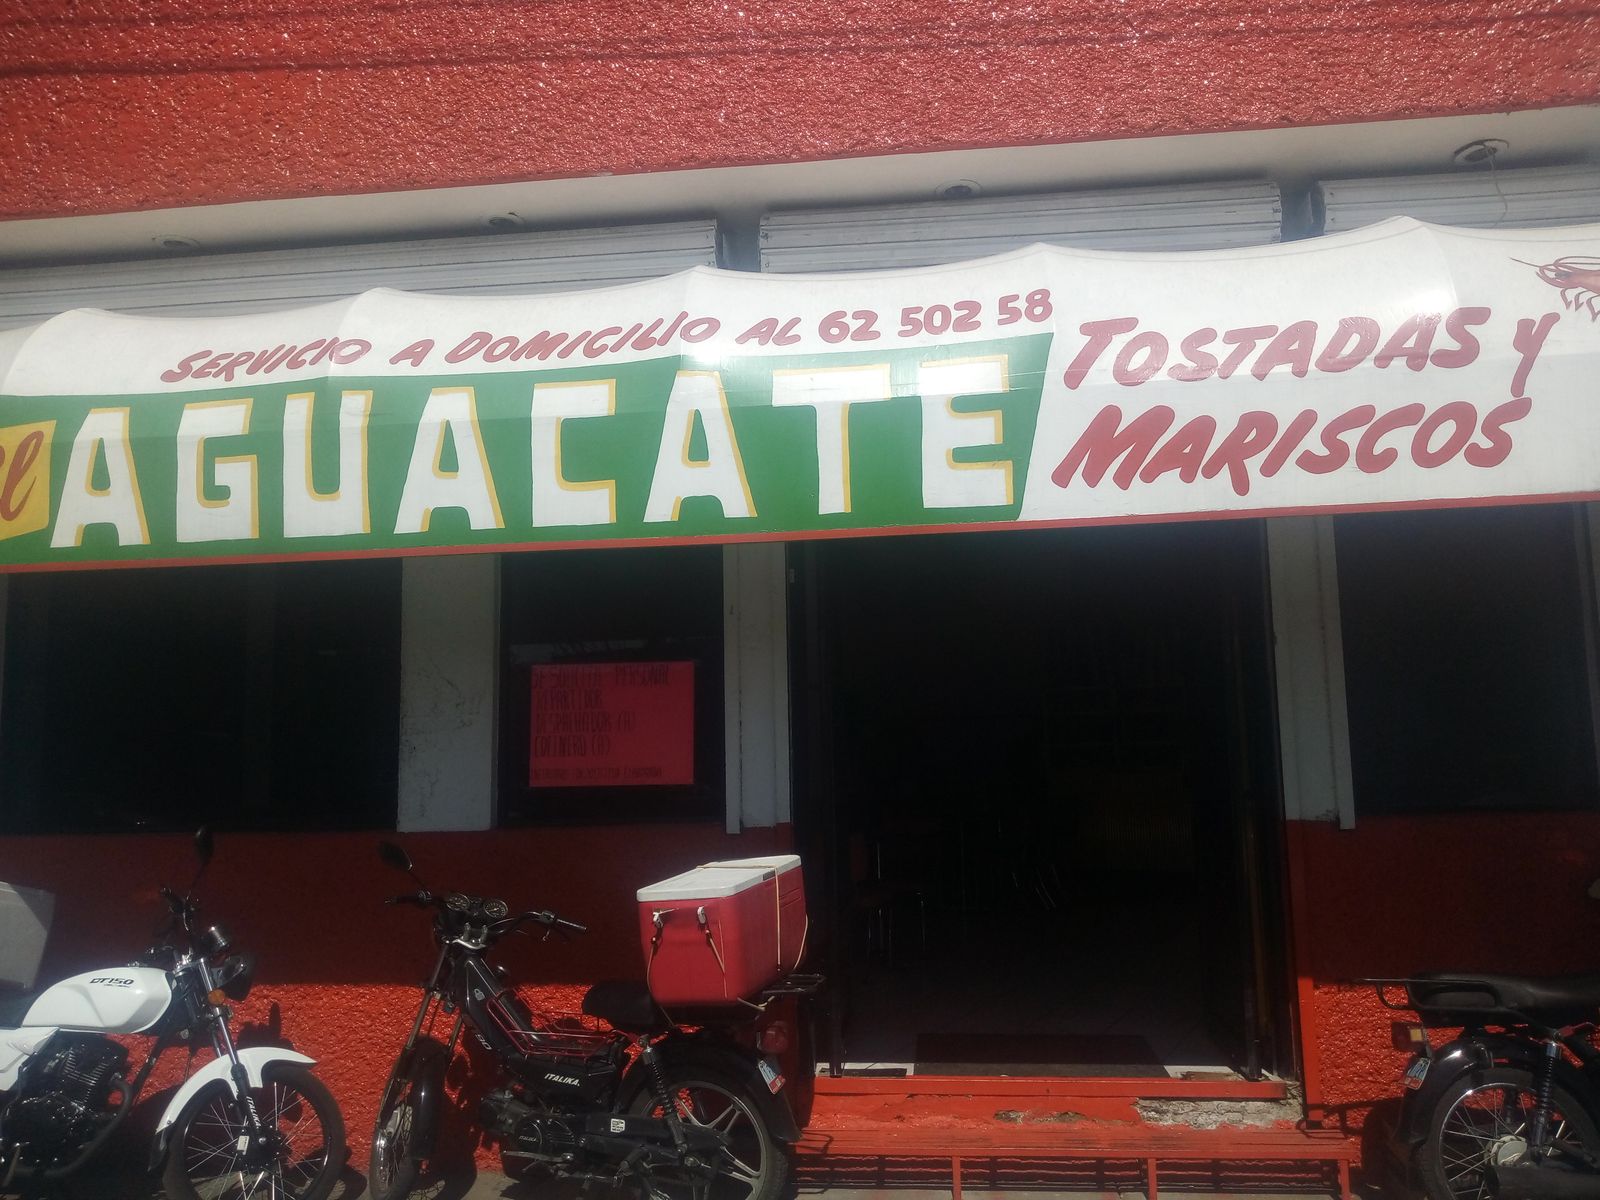 SERVICIO A DOMICILIO AL 62 502 58
El AGUACATE
TOSTADAS Y
MARISCOS
SE SOLICITA PERSONAL
REPARTIDOR
DESPACHADOR (A)
COCINERO (A)
DT150
ITALIKA
ITALIKA
ITALIKA